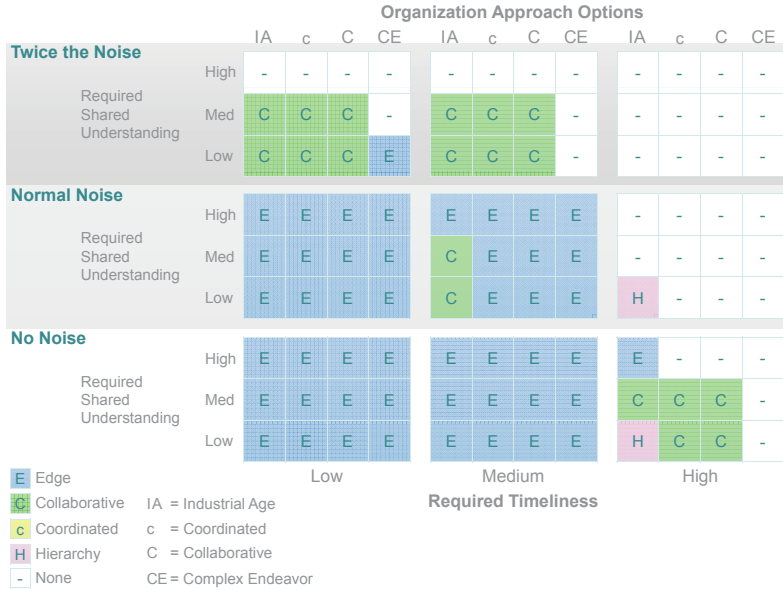 Organization Approach Options
IA c C CE IA c C CE IA c C CE
Twice the Noise
High - - - - - - - - - - - -
Required
Shared
Understanding
Med C C C - C C C - - - - -
Low C C C E C C C - - - - -
Normal Noise
High E E E E E E E E - - - -
Required
Shared
Understanding
Med E E E E C E E E - - - -
Low E E E E C E E E H - - -
No Noise
High E E E E E E E E E - - -
Required
Shared
Understanding
Med E E E E E E E E C C C -
Low E E E E E E E E H C C -
Low Medium High
Required Timeliness
E Edge
C Collaborative
c Coordinated
H Hierarchy
- None
IA = Industrial Age
c = Coordinated
C = Collaborative
CE = Complex Endeavor